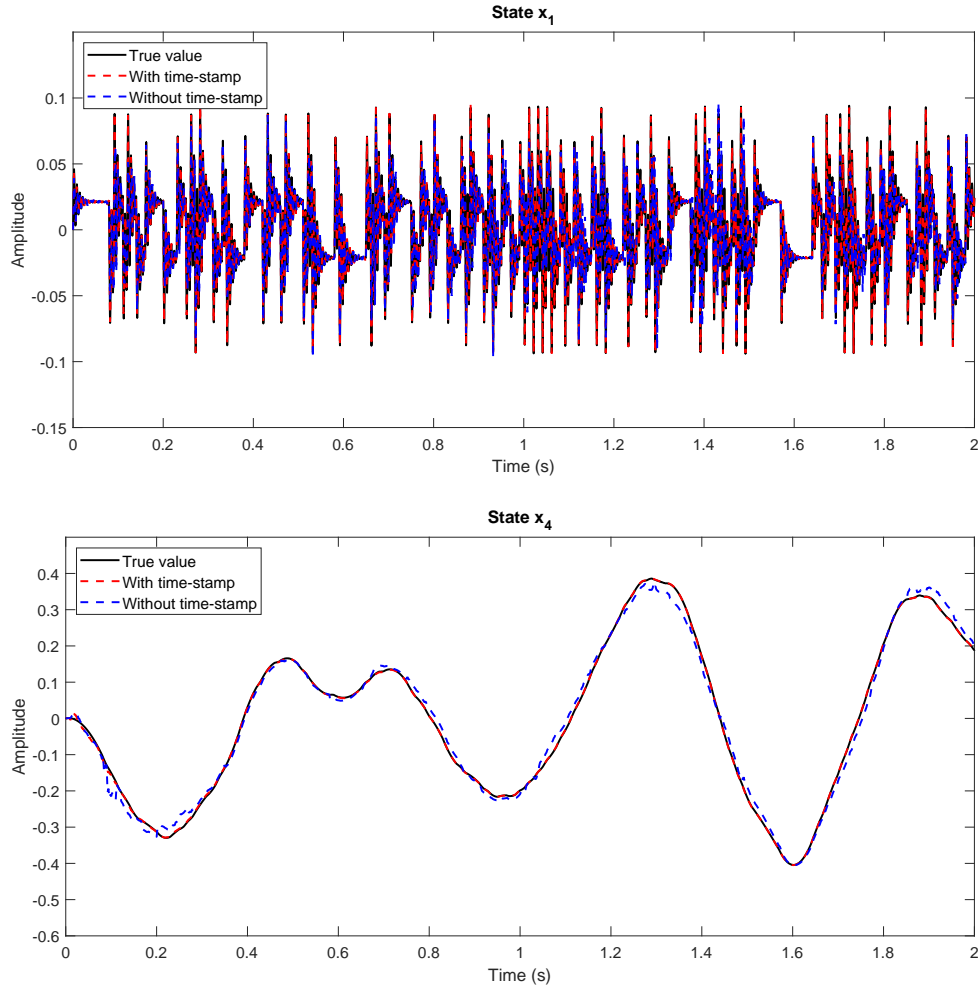 State x1
True value
With time-stamp
Without time-stamp
0.1
0.05
0
-0.05
-0.1
-0.15
Amplitude
0 0.2 0.4 0.6 0.8 1 1.2 1.4 1.6 1.8 2
Time (s)
State x4
True value
With time-stamp
Without time-stamp
0.4
0.3
0.2
0.1
0
-0.1
-0.2
-0.3
-0.4
-0.5
-0.6
Amplitude
0 0.2 0.4 0.6 0.8 1 1.2 1.4 1.6 1.8 2
Time (s)